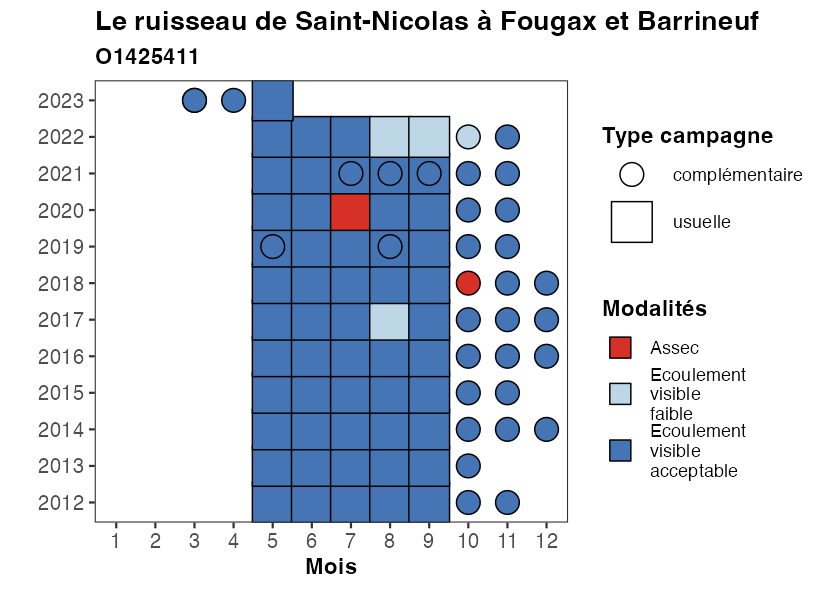 Le ruisseau de Saint-Nicolas à Fougax et Barrineuf
O1425411
2023
2022
2021
2020
2019
2018
2017
2016
2015
2014
2013
2012
1 2 3 4 5 6 7 8 9 10 11 12
Mois
Type campagne
complémentaire
usuelle
Modalités
Assec
Ecoulement
visible
faible
Ecoulement
visible
acceptable